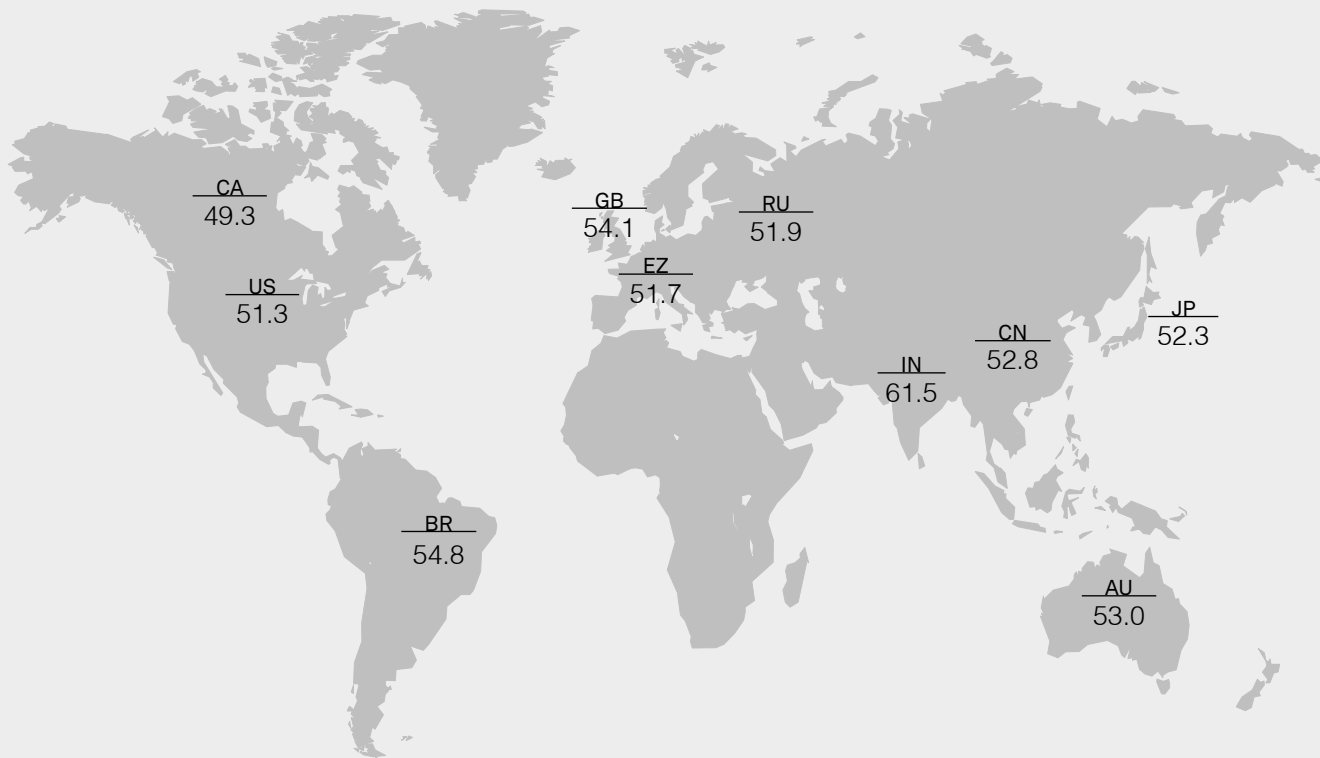 CA
49.3
GB
54.1
RU
51.9
EZ
51.7
US
51.3
JP
52.3
CN
52.8
IN
61.5
BR
54.8
AU
53.0